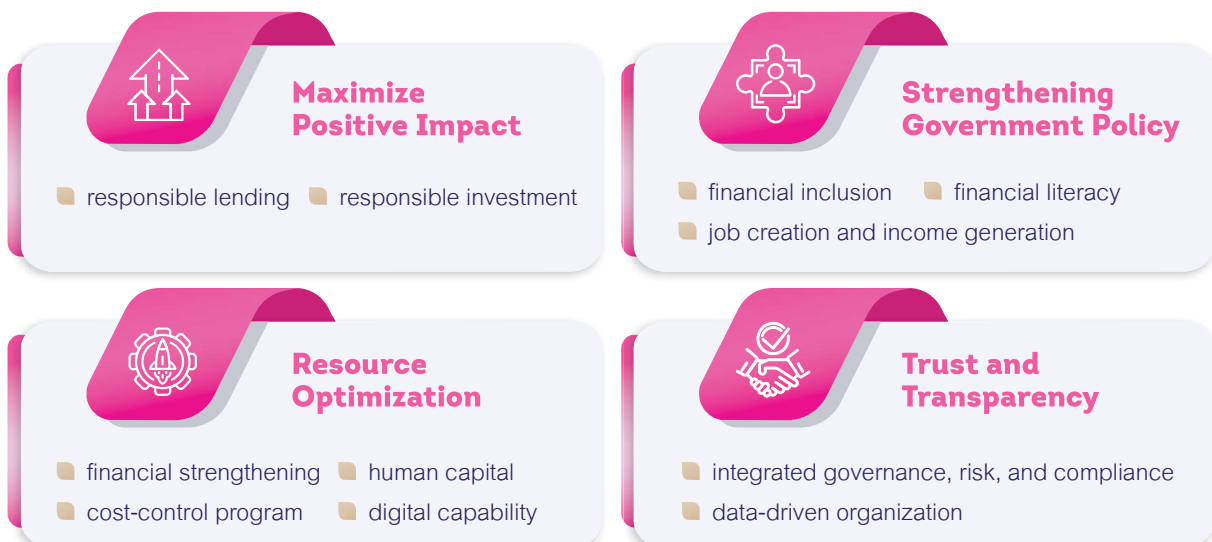 Maximize
Positive Impact
responsible lending
responsible investment
Strengthening
Government Policy
financial inclusion
financial literacy
job creation and income generation
Resource
Optimization
financial strengthening
human capital
cost-control program
digital capability
Trust and
Transparency
integrated governance, risk, and compliance
data-driven organization